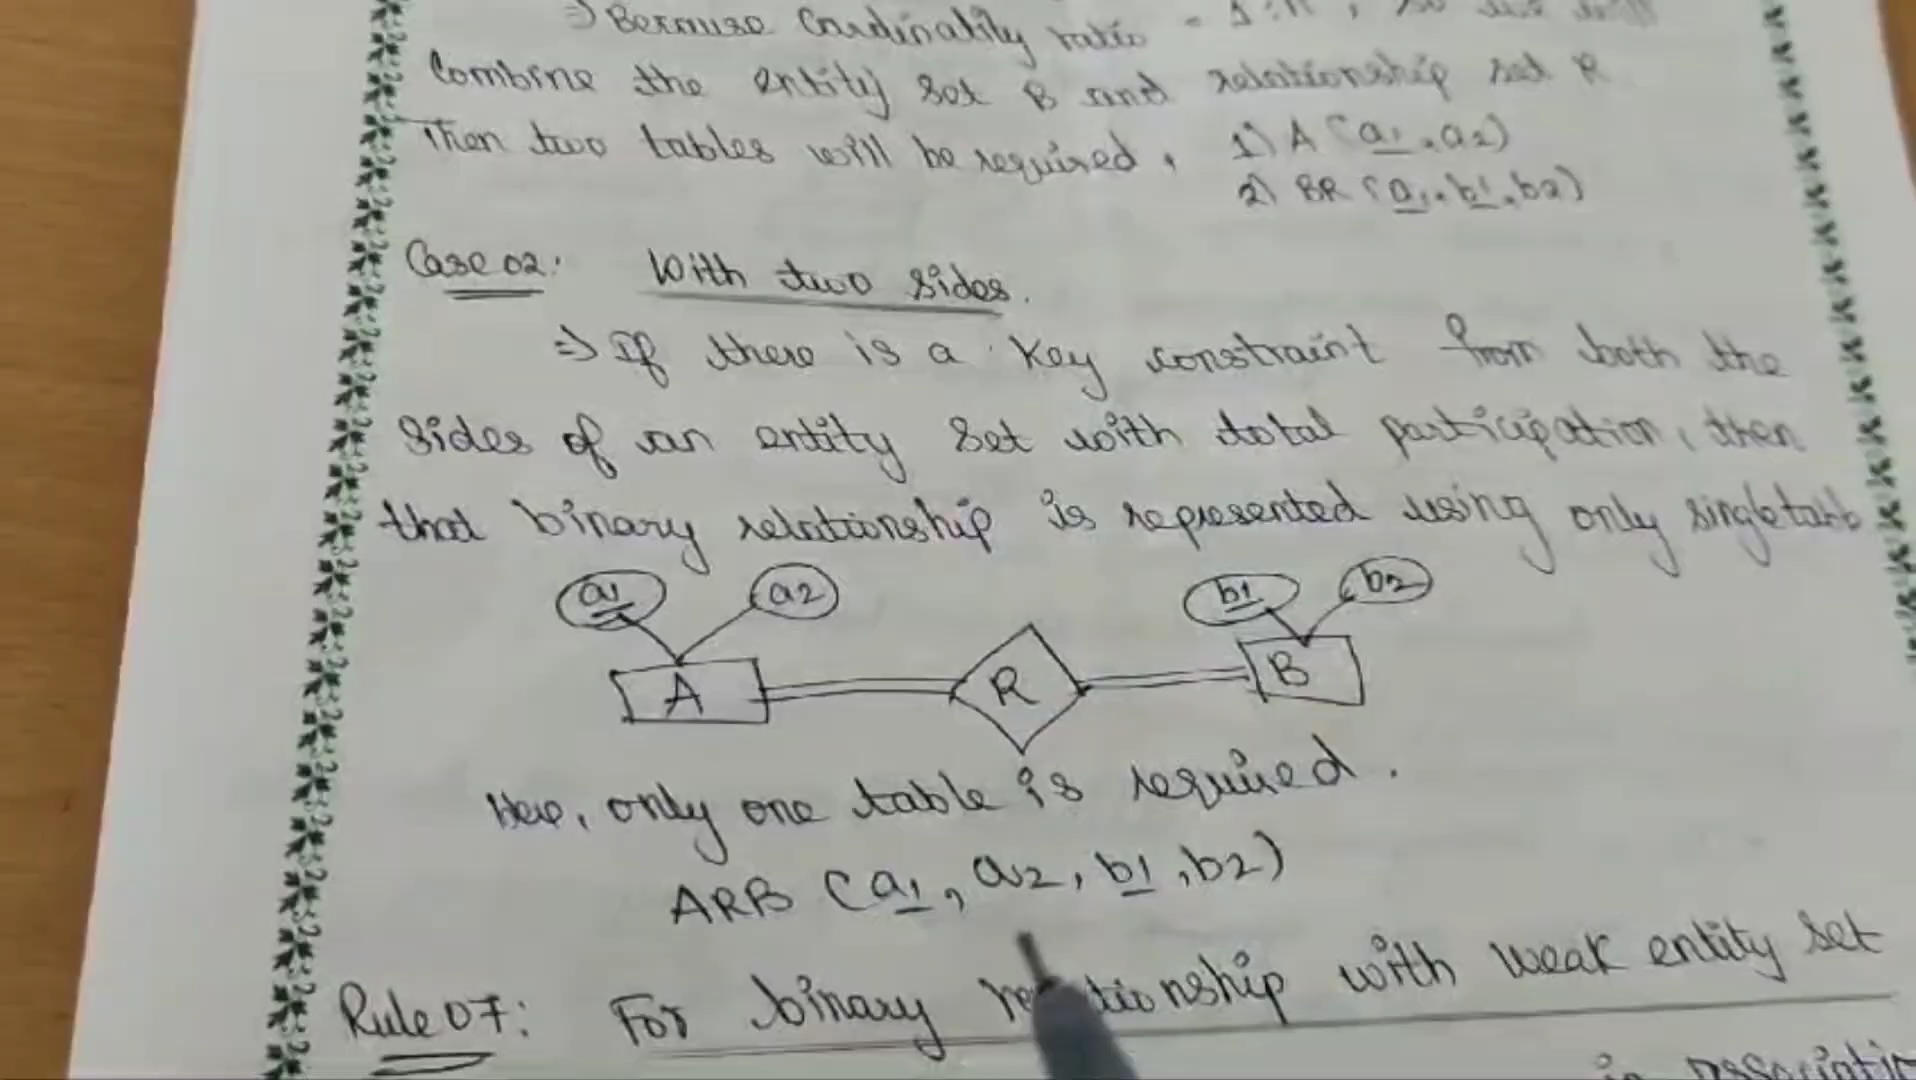 => Because Cardinality ratio = 1:n, so we will
Combine the entity set B and relationship set R
Then two tables will be required. 1) A (a1, a2)
2) BR (a1, b1, b2)
Case 02: With two sides.
=> If there is a key constraint from both the
sides of an entity set with total participation, then
that binary relationship is represented using only single table
a1 a2 b1 b2
A R B
Here, only one table is required.
ARB (a1, a2, b1, b2)
Rule 07: For binary relationship with weak entity set